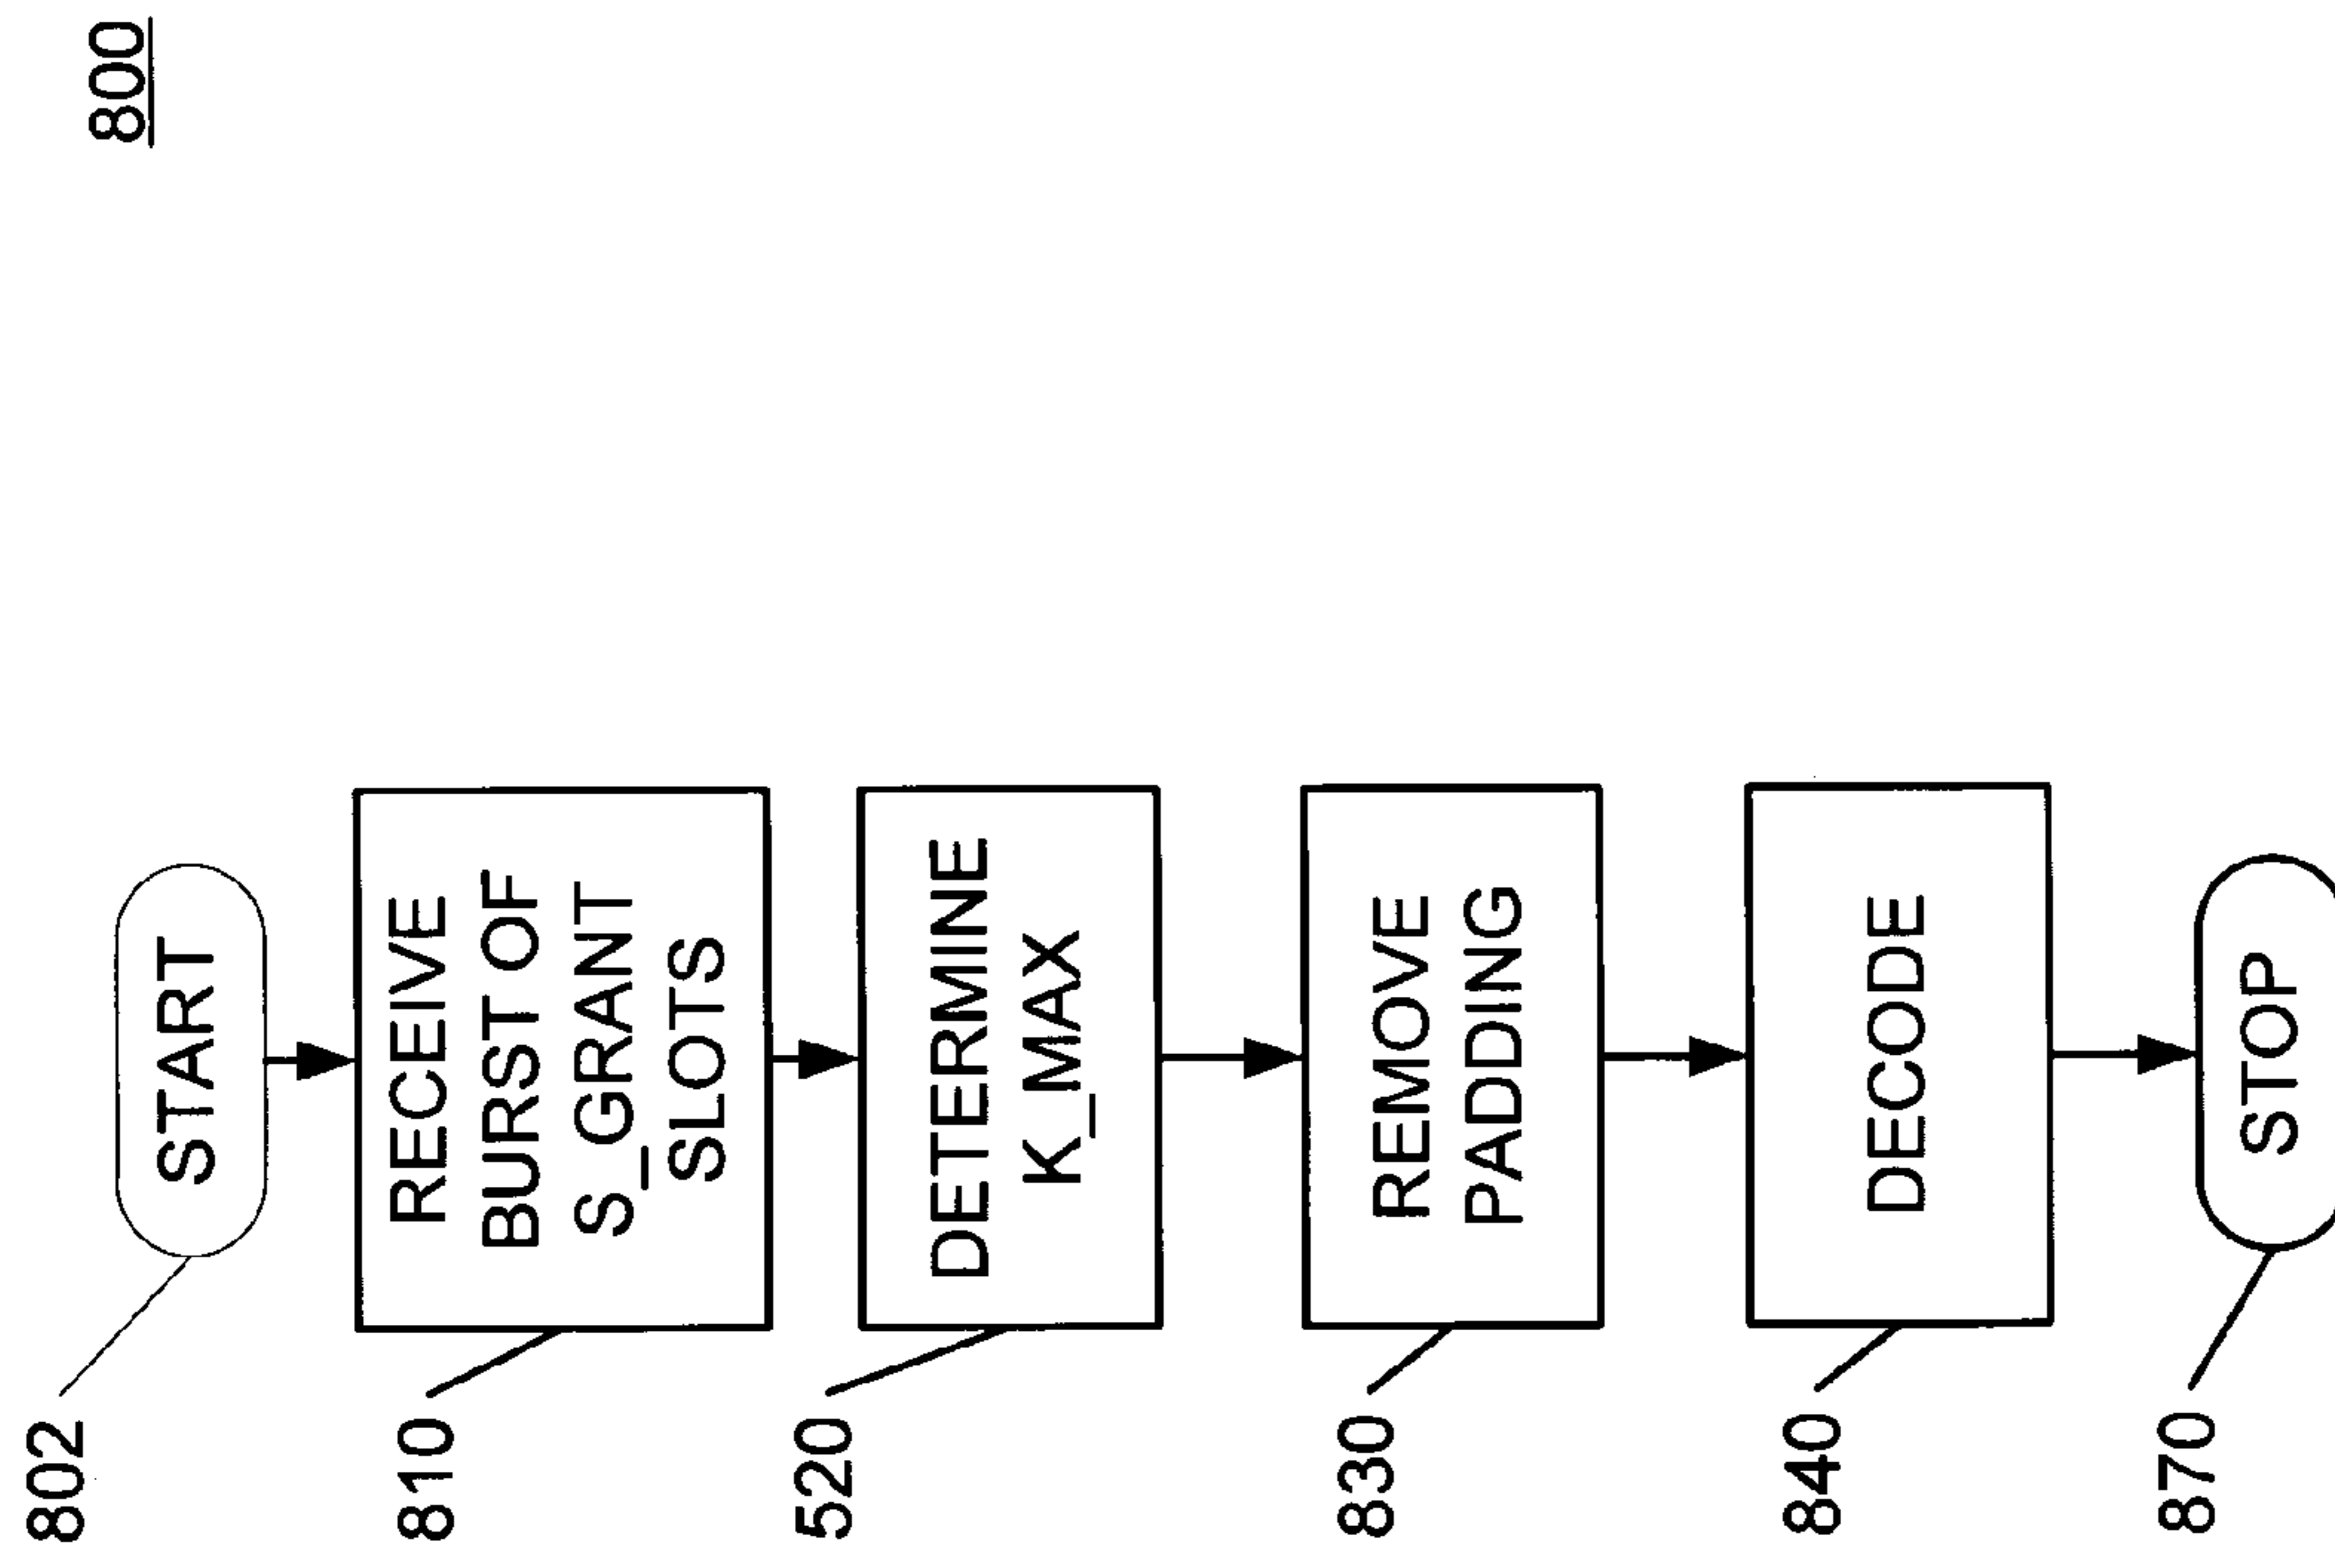 800
802
START
810
RECEIVE
BURST OF
S_GRANT
SLOTS
520
DETERMINE
K_MAX
830
REMOVE
PADDING
840
DECODE
870
STOP